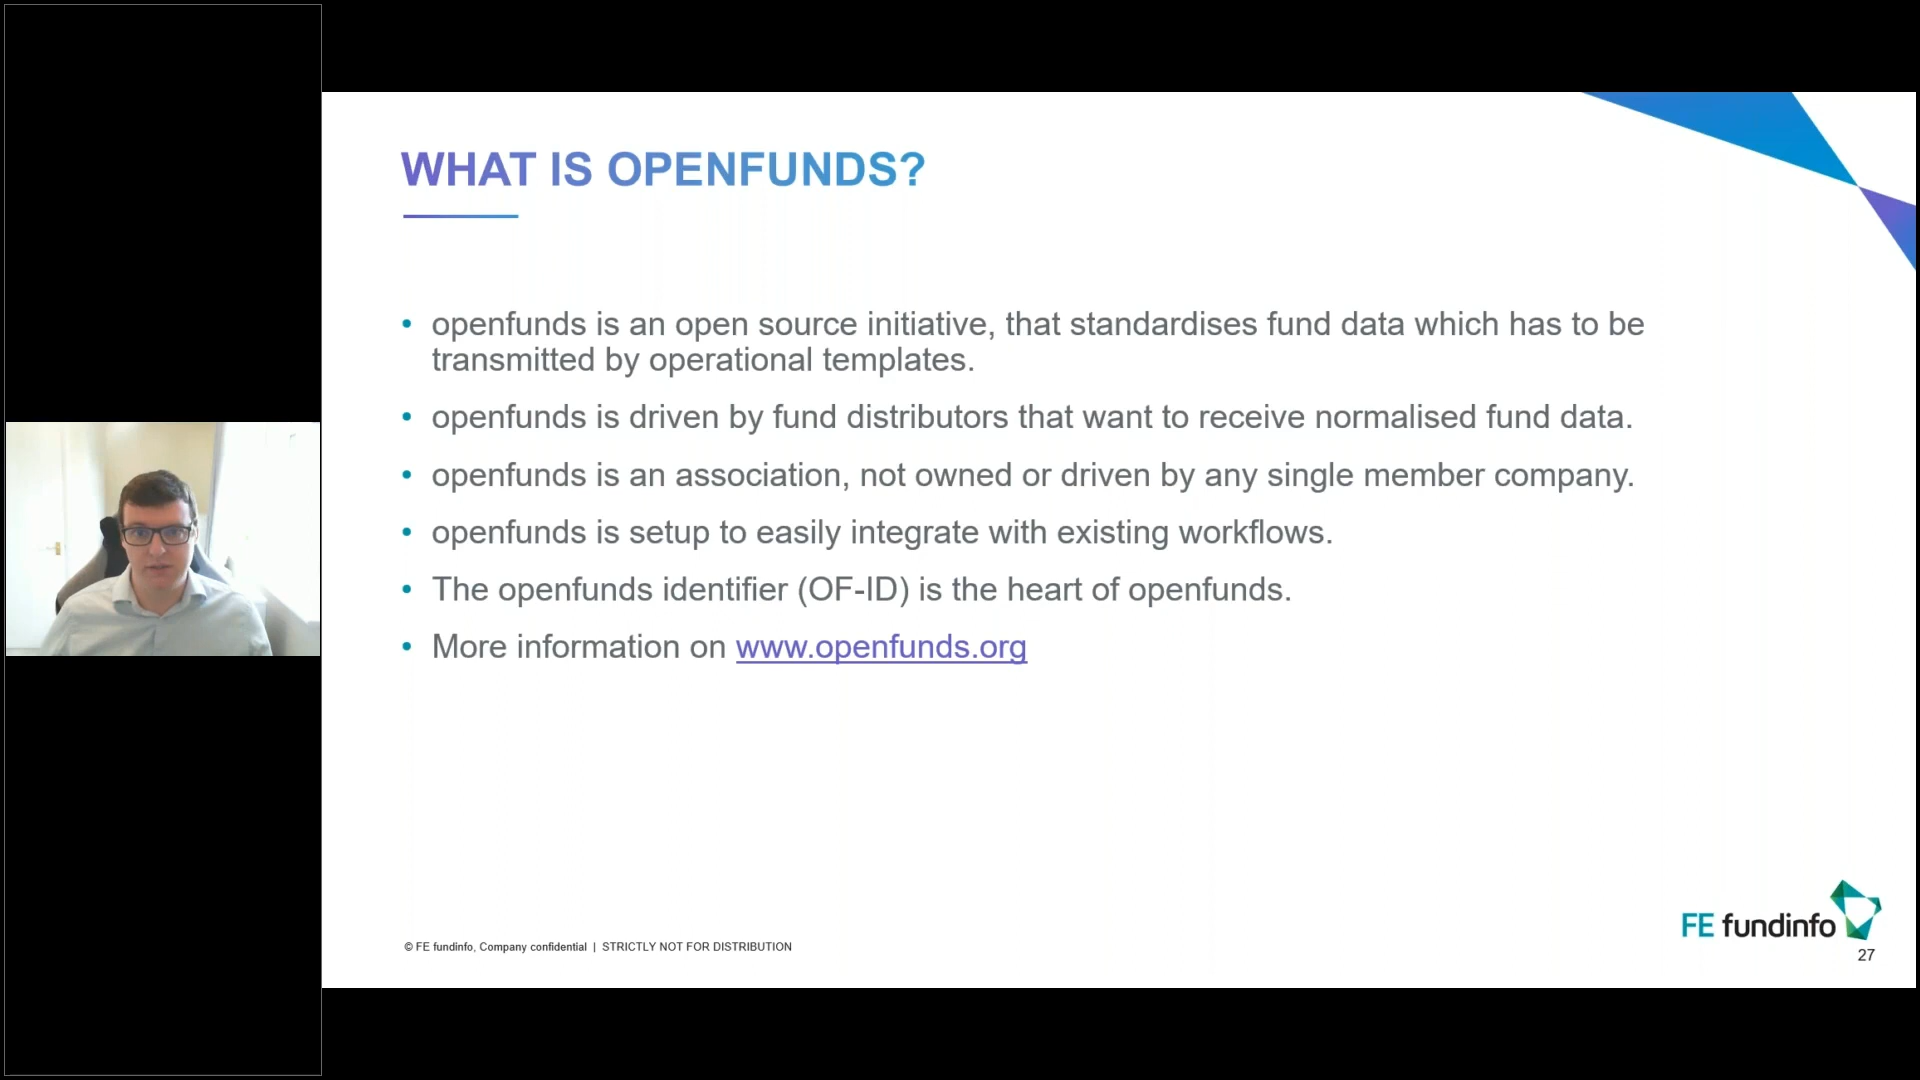 WHAT IS OPENFUNDS?
• openfunds is an open source initiative, that standardises fund data which has to be
transmitted by operational templates.
• openfunds is driven by fund distributors that want to receive normalised fund data.
• openfunds is an association, not owned or driven by any single member company.
• openfunds is setup to easily integrate with existing workflows.
• The openfunds identifier (OF-ID) is the heart of openfunds.
• More information on www.openfunds.org
© FE fundinfo, Company confidential | STRICTLY NOT FOR DISTRIBUTION
FE fundinfo
27